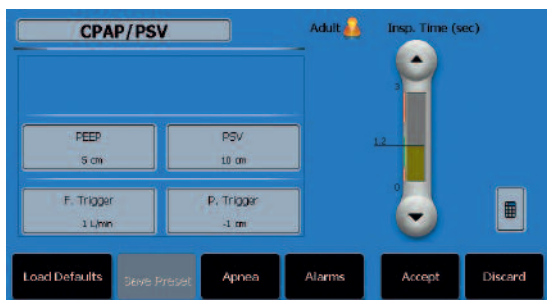 CPAP/PSV
Adult
Insp. Time (sec)
3
1.2
0
PEEP
5 cm
PSV
10 cm
F. Trigger
1 L/min
P. Trigger
-1 cm
Load Defaults
Save Preset
Apnea
Alarms
Accept
Discard